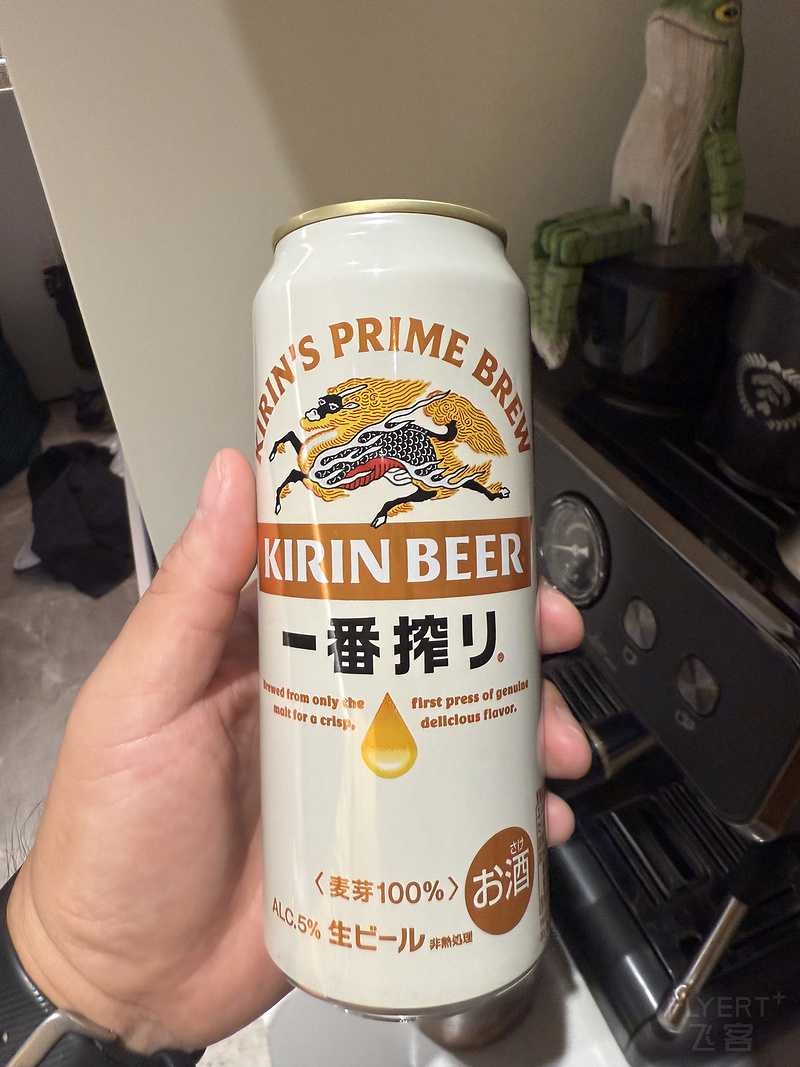 KIRIN'S PRIME BREW
KIRIN BEER
一番搾り®
Brewed from only the first press of genuine
malt for a crisp, delicious flavor.
さけ
お酒
〈麦芽100%〉
ALC.5% 生ビール 非熱処理
FLYERT+
飞客